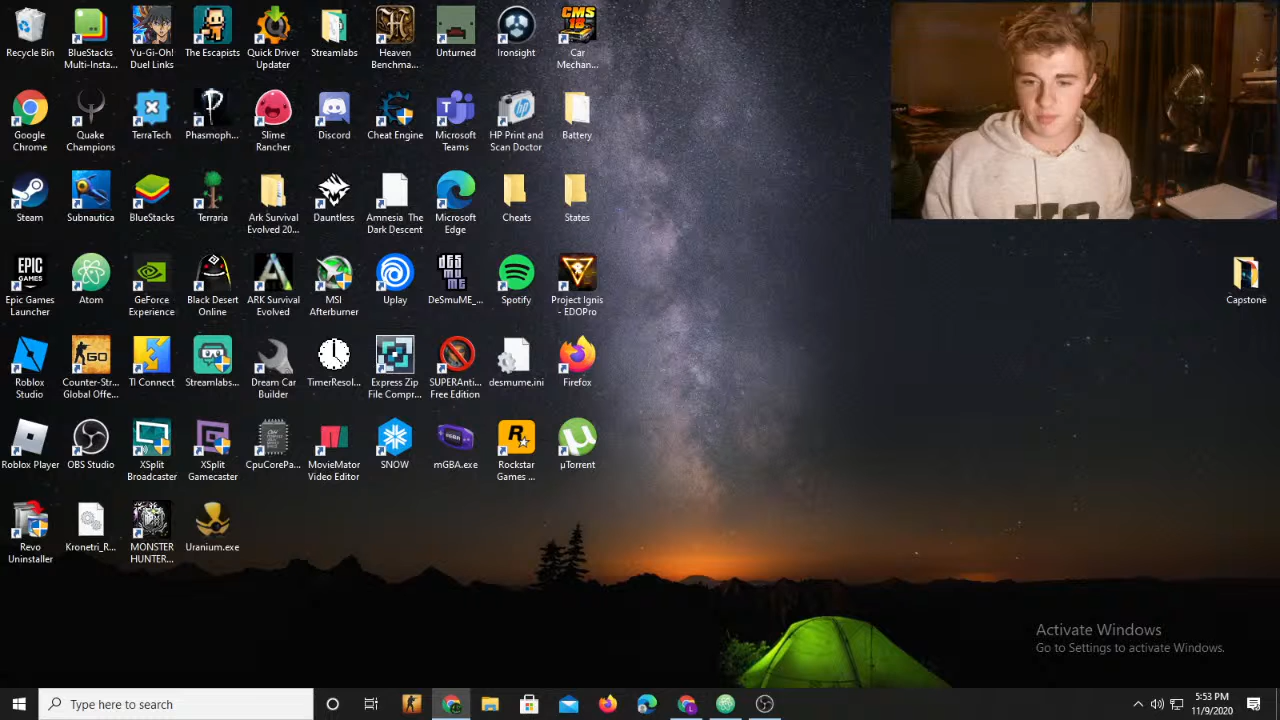 Recycle Bin
BlueStacks Multi-Insta...
Yu-Gi-Oh! Duel Links
The Escapists
Quick Driver Updater
Streamlabs
Heaven Benchma...
Unturned
Ironsight
CMS 18
Car Mechan...
Google Chrome
Quake Champions
TerraTech
Phasmoph...
Slime Rancher
Discord
Cheat Engine
Microsoft Teams
HP Print and Scan Doctor
Battery
Steam
Subnautica
BlueStacks
Terraria
Ark Survival Evolved 20...
Dauntless
Amnesia The Dark Descent
Microsoft Edge
Cheats
States
EPIC GAMES
Epic Games Launcher
Atom
GeForce Experience
Black Desert Online
ARK Survival Evolved
MSI Afterburner
Uplay
DeSmuME_...
Spotify
Project Ignis - EDOPro
Capstone
Roblox Studio
GO
Counter-Str... Global Offe...
TI Connect
Streamlabs...
Dream Car Builder
TimerResol...
Express Zip File Compr...
SUPERAnti... Free Edition
desmume.ini
Firefox
Roblox Player
OBS Studio
XSplit Broadcaster
XSplit Gamecaster
CpuCorePa...
MovieMator Video Editor
SNOW
mGBA.exe
Rockstar Games ...
µTorrent
Revo Uninstaller
Kronetri_R...
MONSTER HUNTER...
Uranium.exe
Activate Windows
Go to Settings to activate Windows.
Type here to search
5:53 PM
11/9/2020